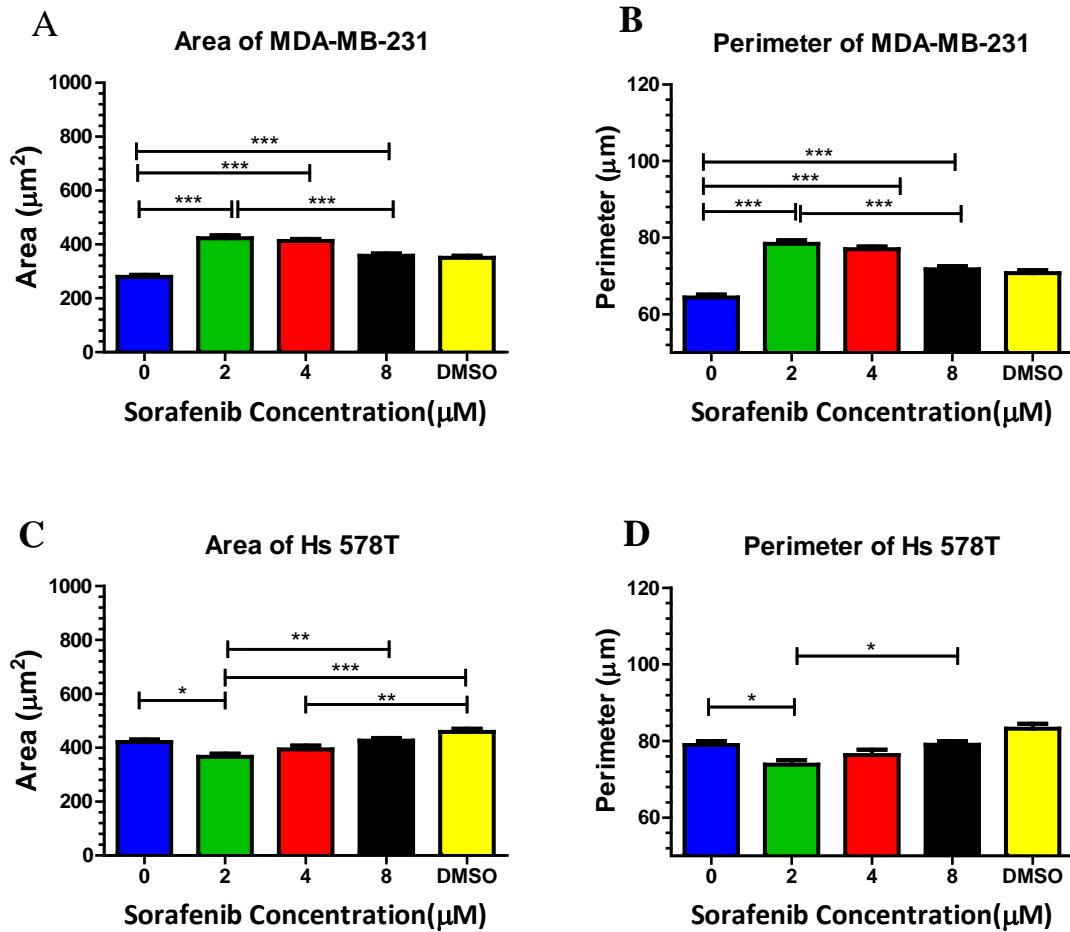 A
Area of MDA-MB-231
Area (μm²)
1000
800
600
400
200
0
***
***
***
***
0 2 4 8 DMSO
Sorafenib Concentration(μM)
B
Perimeter of MDA-MB-231
Perimeter (μm)
120
100
80
60
***
***
***
***
0 2 4 8 DMSO
Sorafenib Concentration(μM)
C
Area of Hs 578T
Area (μm²)
1000
800
600
400
200
0
**
***
*
**
0 2 4 8 DMSO
Sorafenib Concentration(μM)
D
Perimeter of Hs 578T
Perimeter (μm)
120
100
80
60
*
*
0 2 4 8 DMSO
Sorafenib Concentration(μM)